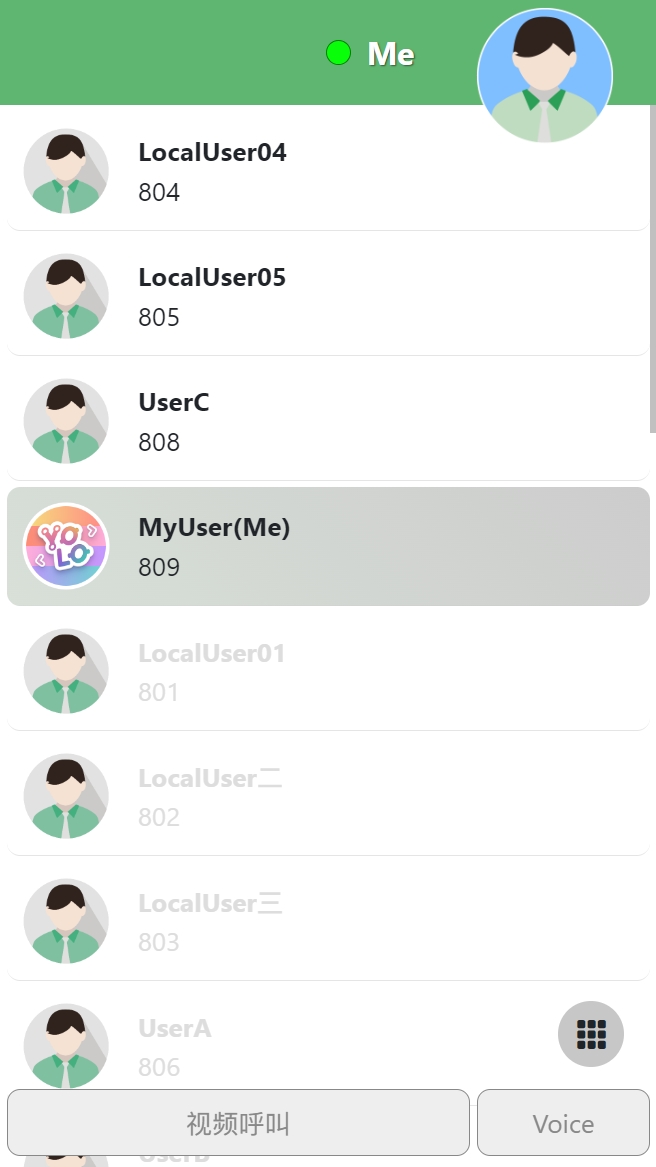 Me
LocalUser04
804
LocalUser05
805
UserC
808
YO
LO
MyUser(Me)
809
LocalUser01
801
LocalUser二
802
LocalUser三
803
UserA
806
视频呼叫
Voice
UserB